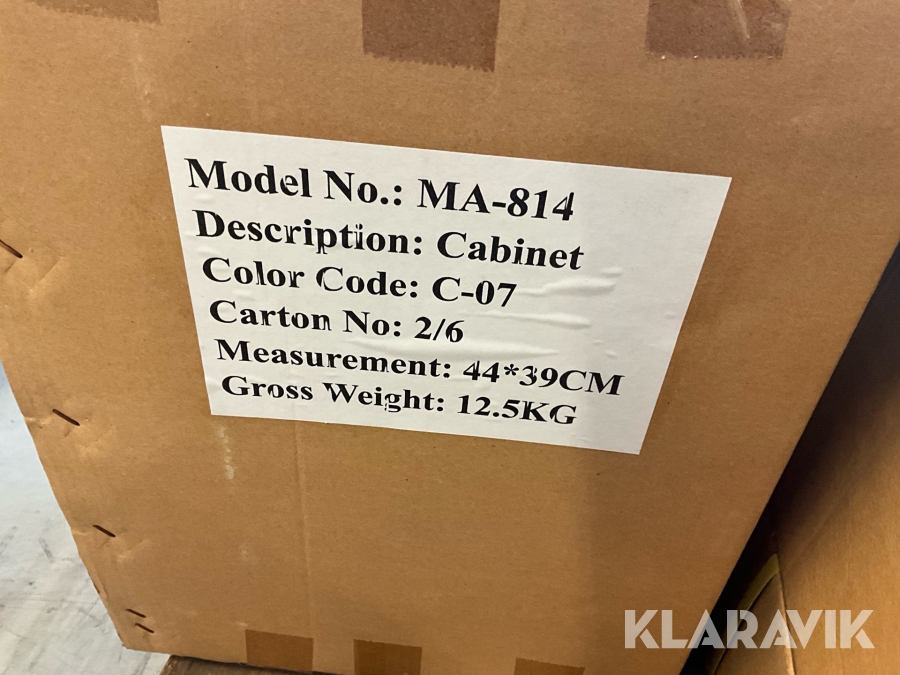 Model No.: MA-814
Description: Cabinet
Color Code: C-07
Carton No: 2/6
Measurement: 44*39CM
Gross Weight: 12.5KG
KLARAVIK